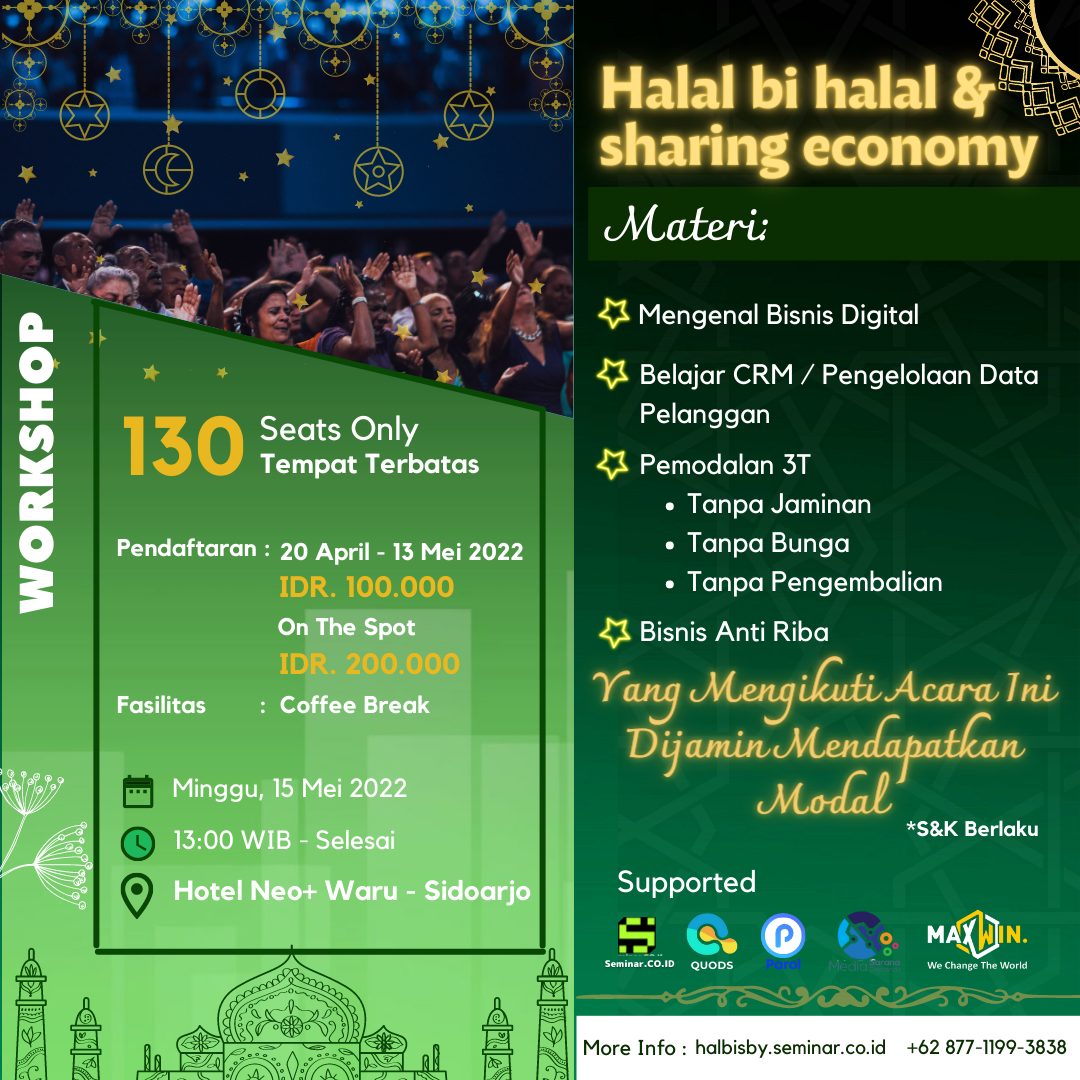 WORKSHOP
130
Seats Only
Tempat Terbatas
Pendaftaran : 20 April - 13 Mei 2022
IDR. 100.000
On The Spot
IDR. 200.000
Fasilitas : Coffee Break
Minggu, 15 Mei 2022
13:00 WIB - Selesai
Hotel Neo+ Waru - Sidoarjo
Halal bi halal &
sharing economy
Materi:
Mengenal Bisnis Digital
Belajar CRM / Pengelolaan Data
Pelanggan
Pemodalan 3T
• Tanpa Jaminan
• Tanpa Bunga
• Tanpa Pengembalian
Bisnis Anti Riba
Yang Mengikuti Acara Ini
Dijamin Mendapatkan
Modal
*S&K Berlaku
Supported
Seminar.CO.ID
QUODS
P
Parol
Media Sarana
MAXWIN.
We Change The World
More Info : halbisby.seminar.co.id +62 877-1199-3838